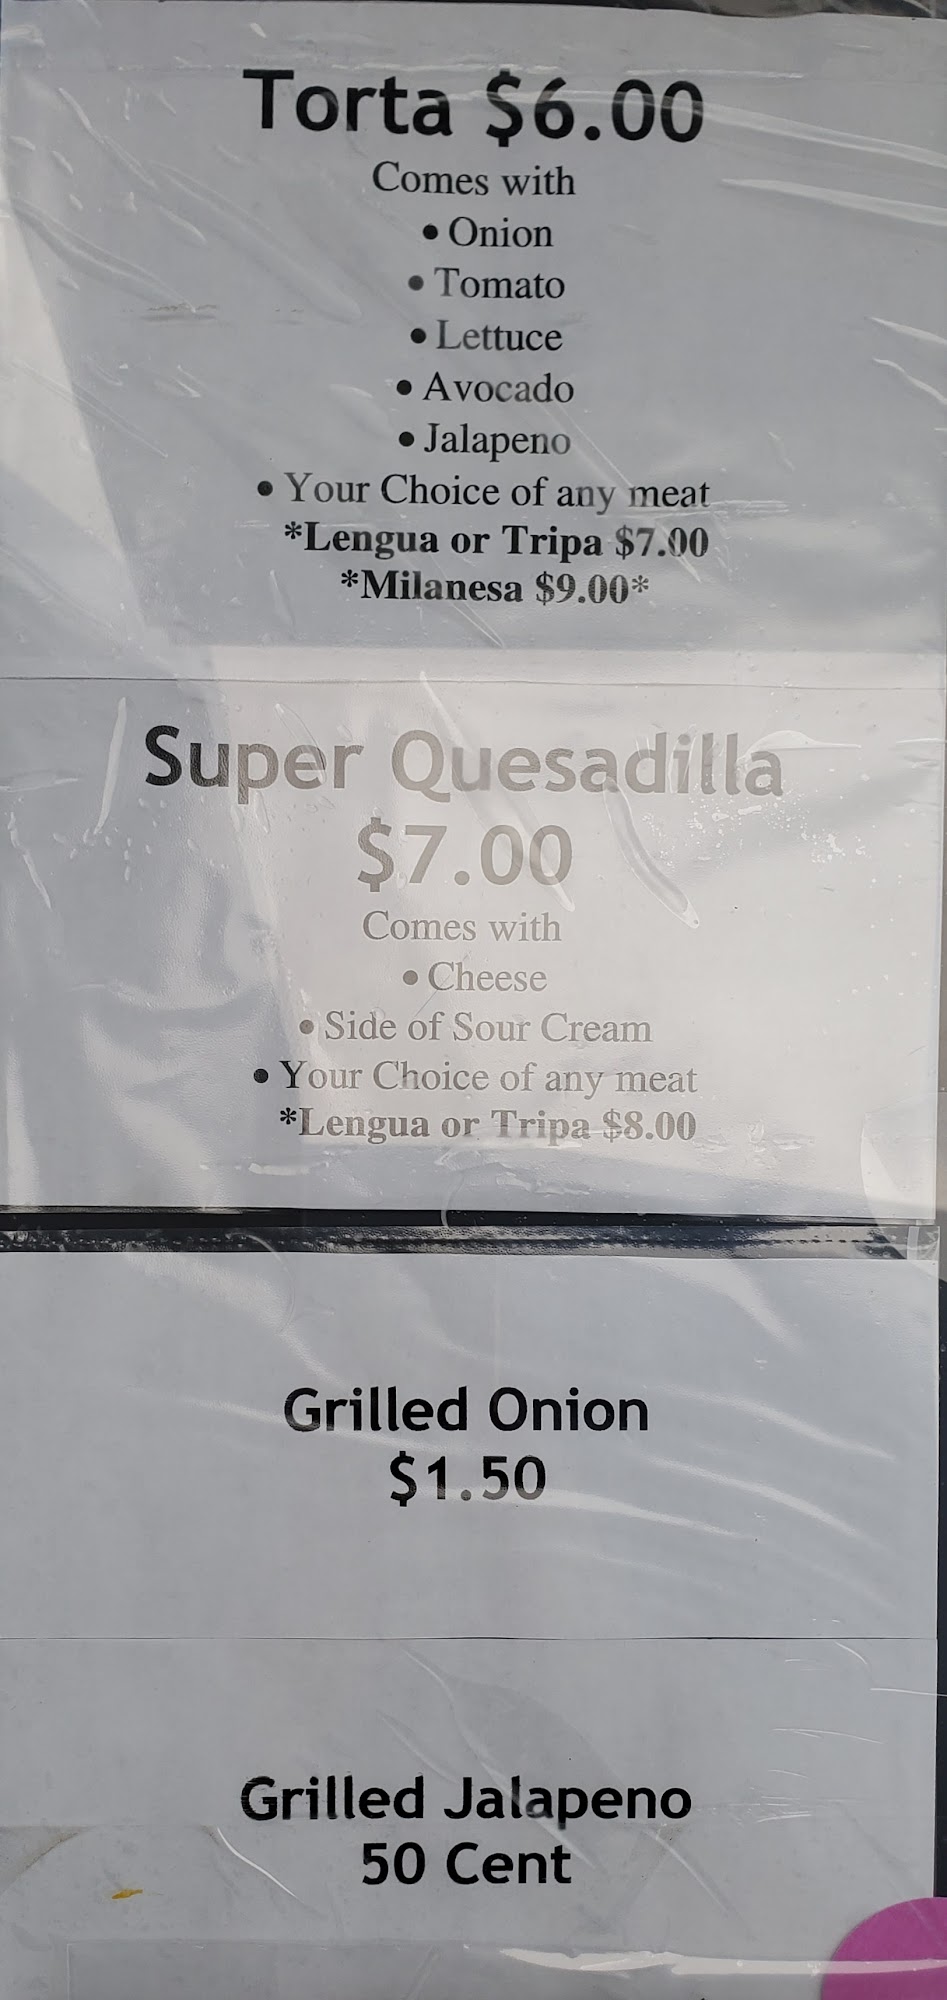 Torta $6.00
Comes with
• Onion
• Tomato
• Lettuce
• Avocado
• Jalapeno
• Your Choice of any meat
*Lengua or Tripa $7.00
*Milanesa $9.00*
Super Quesadilla
$7.00
Comes with
• Cheese
• Side of Sour Cream
• Your Choice of any meat
*Lengua or Tripa $8.00
Grilled Onion
$1.50
Grilled Jalapeno
50 Cent